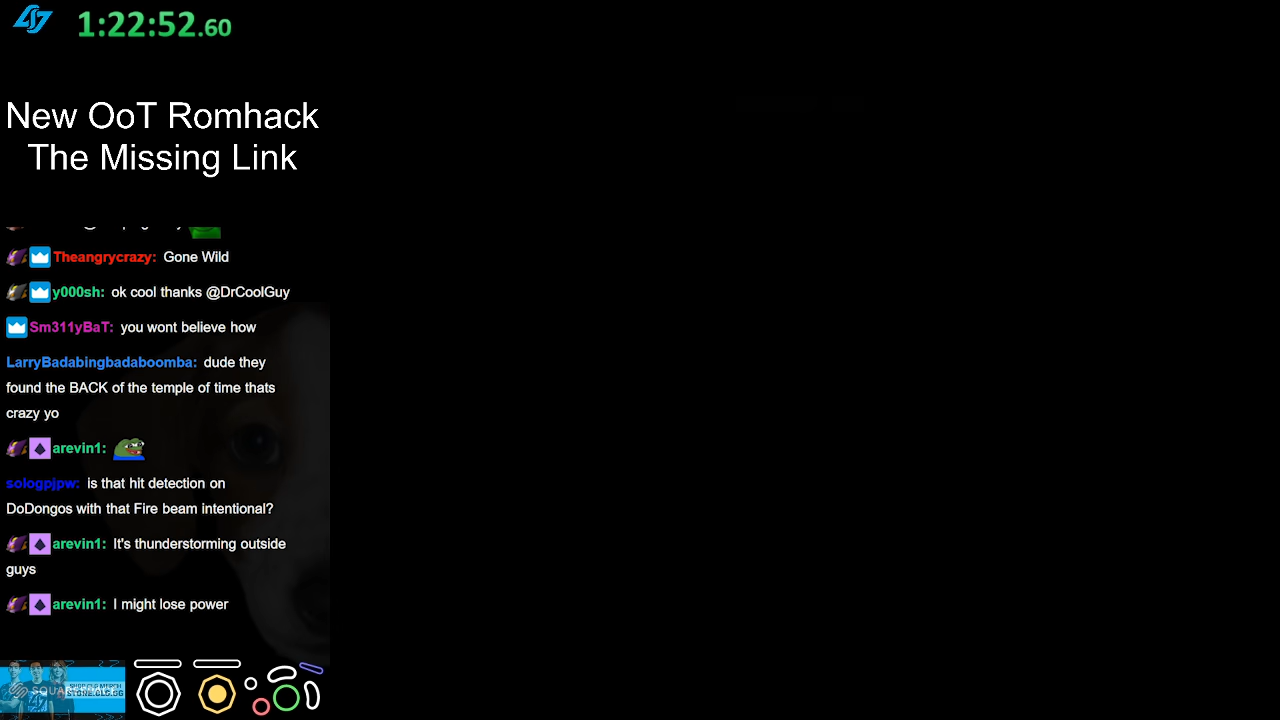 1:22:52.60
New OoT Romhack
The Missing Link
Theangrycrazy: Gone Wild
y000sh: ok cool thanks @DrCoolGuy
Sm311yBaT: you wont believe how
LarryBadabingbadaboomba: dude they
found the BACK of the temple of time thats
crazy yo
arevin1:
sologpjpw: is that hit detection on
DoDongos with that Fire beam intentional?
arevin1: It's thunderstorming outside
guys
arevin1: I might lose power